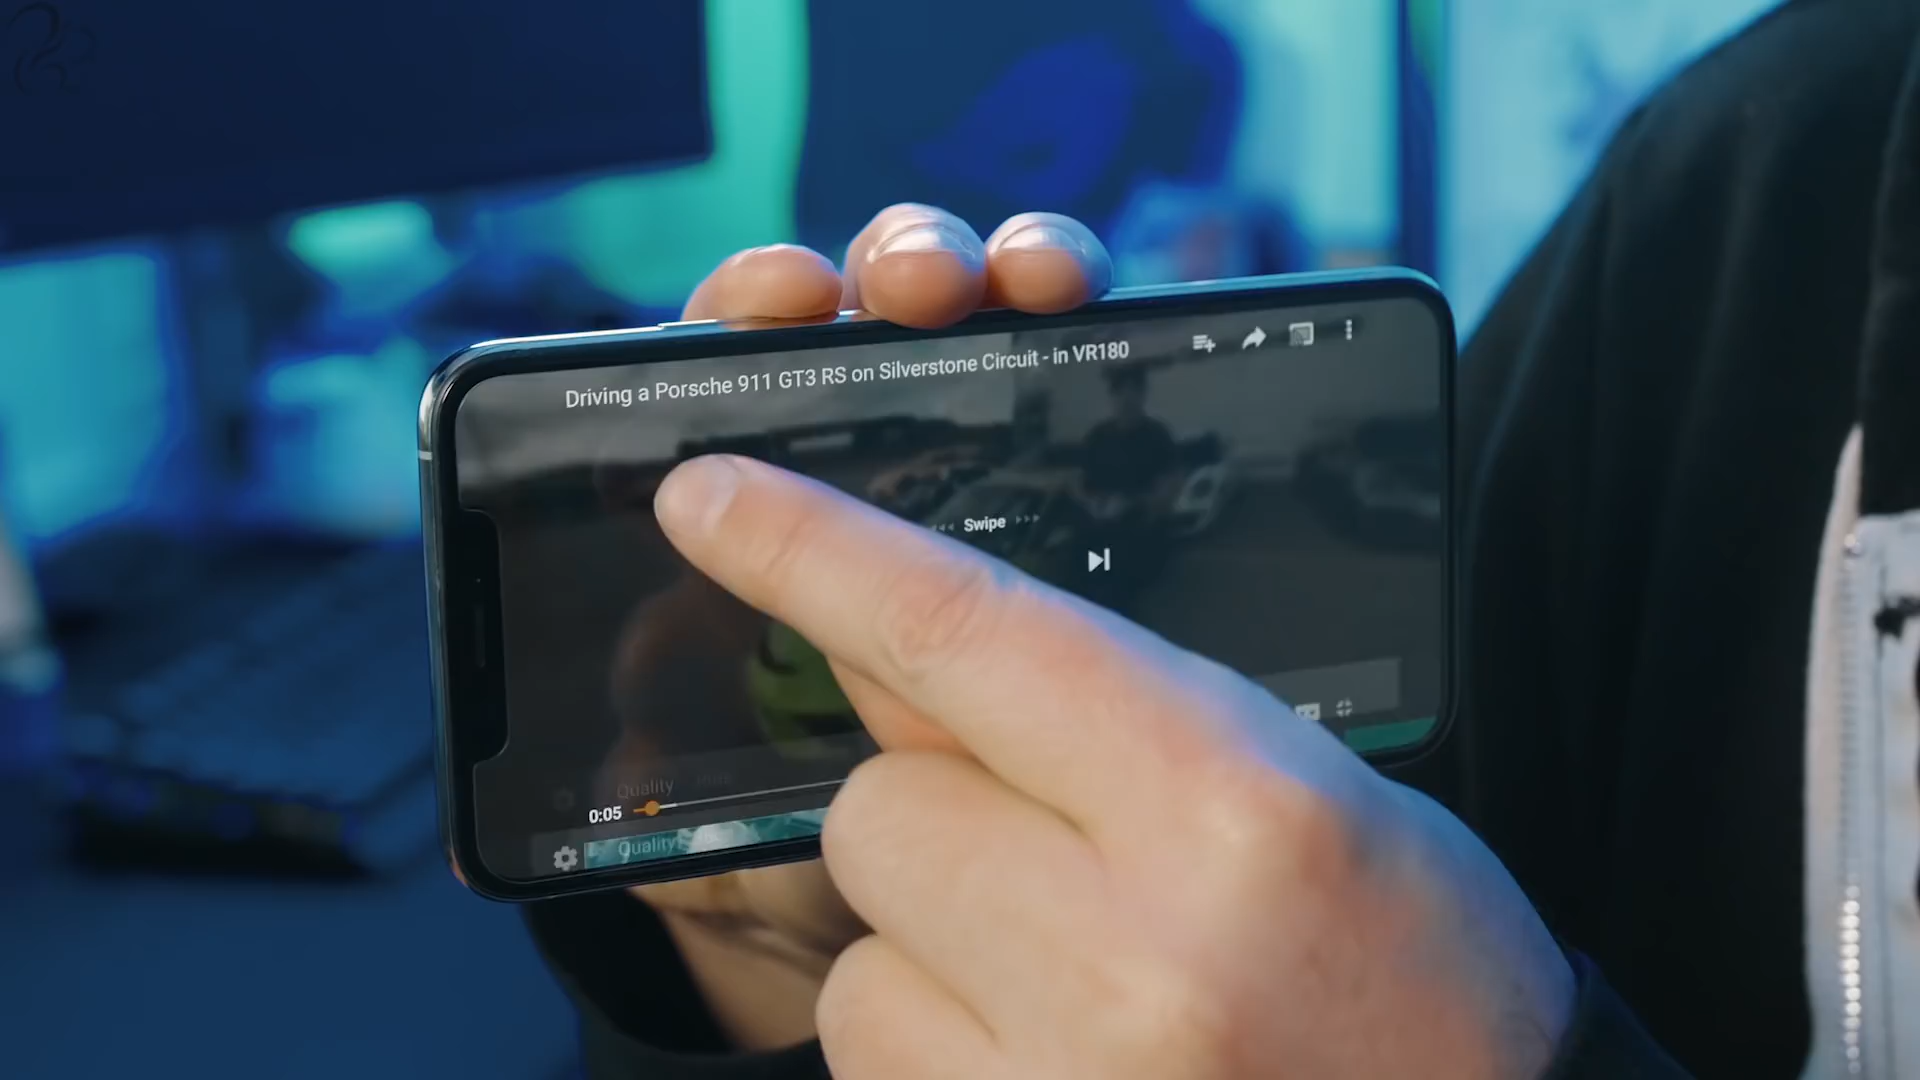 Driving a Porsche 911 GT3 RS on Silverstone Circuit - in VR180
Swipe
Quality
0:05
Quality